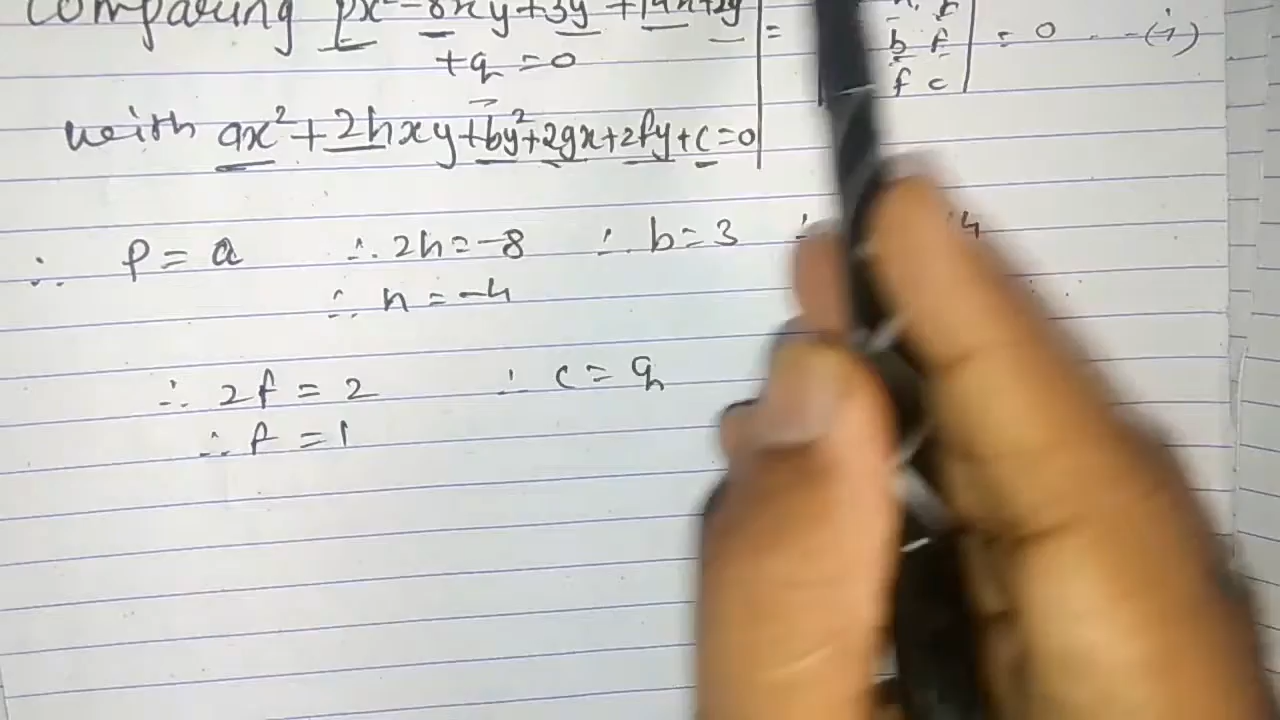 comparing px² - 8xy + 3y² + 14x + 2y
+ q = 0
with ax² + 2hxy + by² + 2gx + 2fy + c = 0
=
b f
f c
= 0 --(i)
∴ P = a ∴ 2h = -8 ∴ b = 3 ∴ 14
∴ h = -4
∴ 2f = 2 ∴ c = q
∴ f = 1